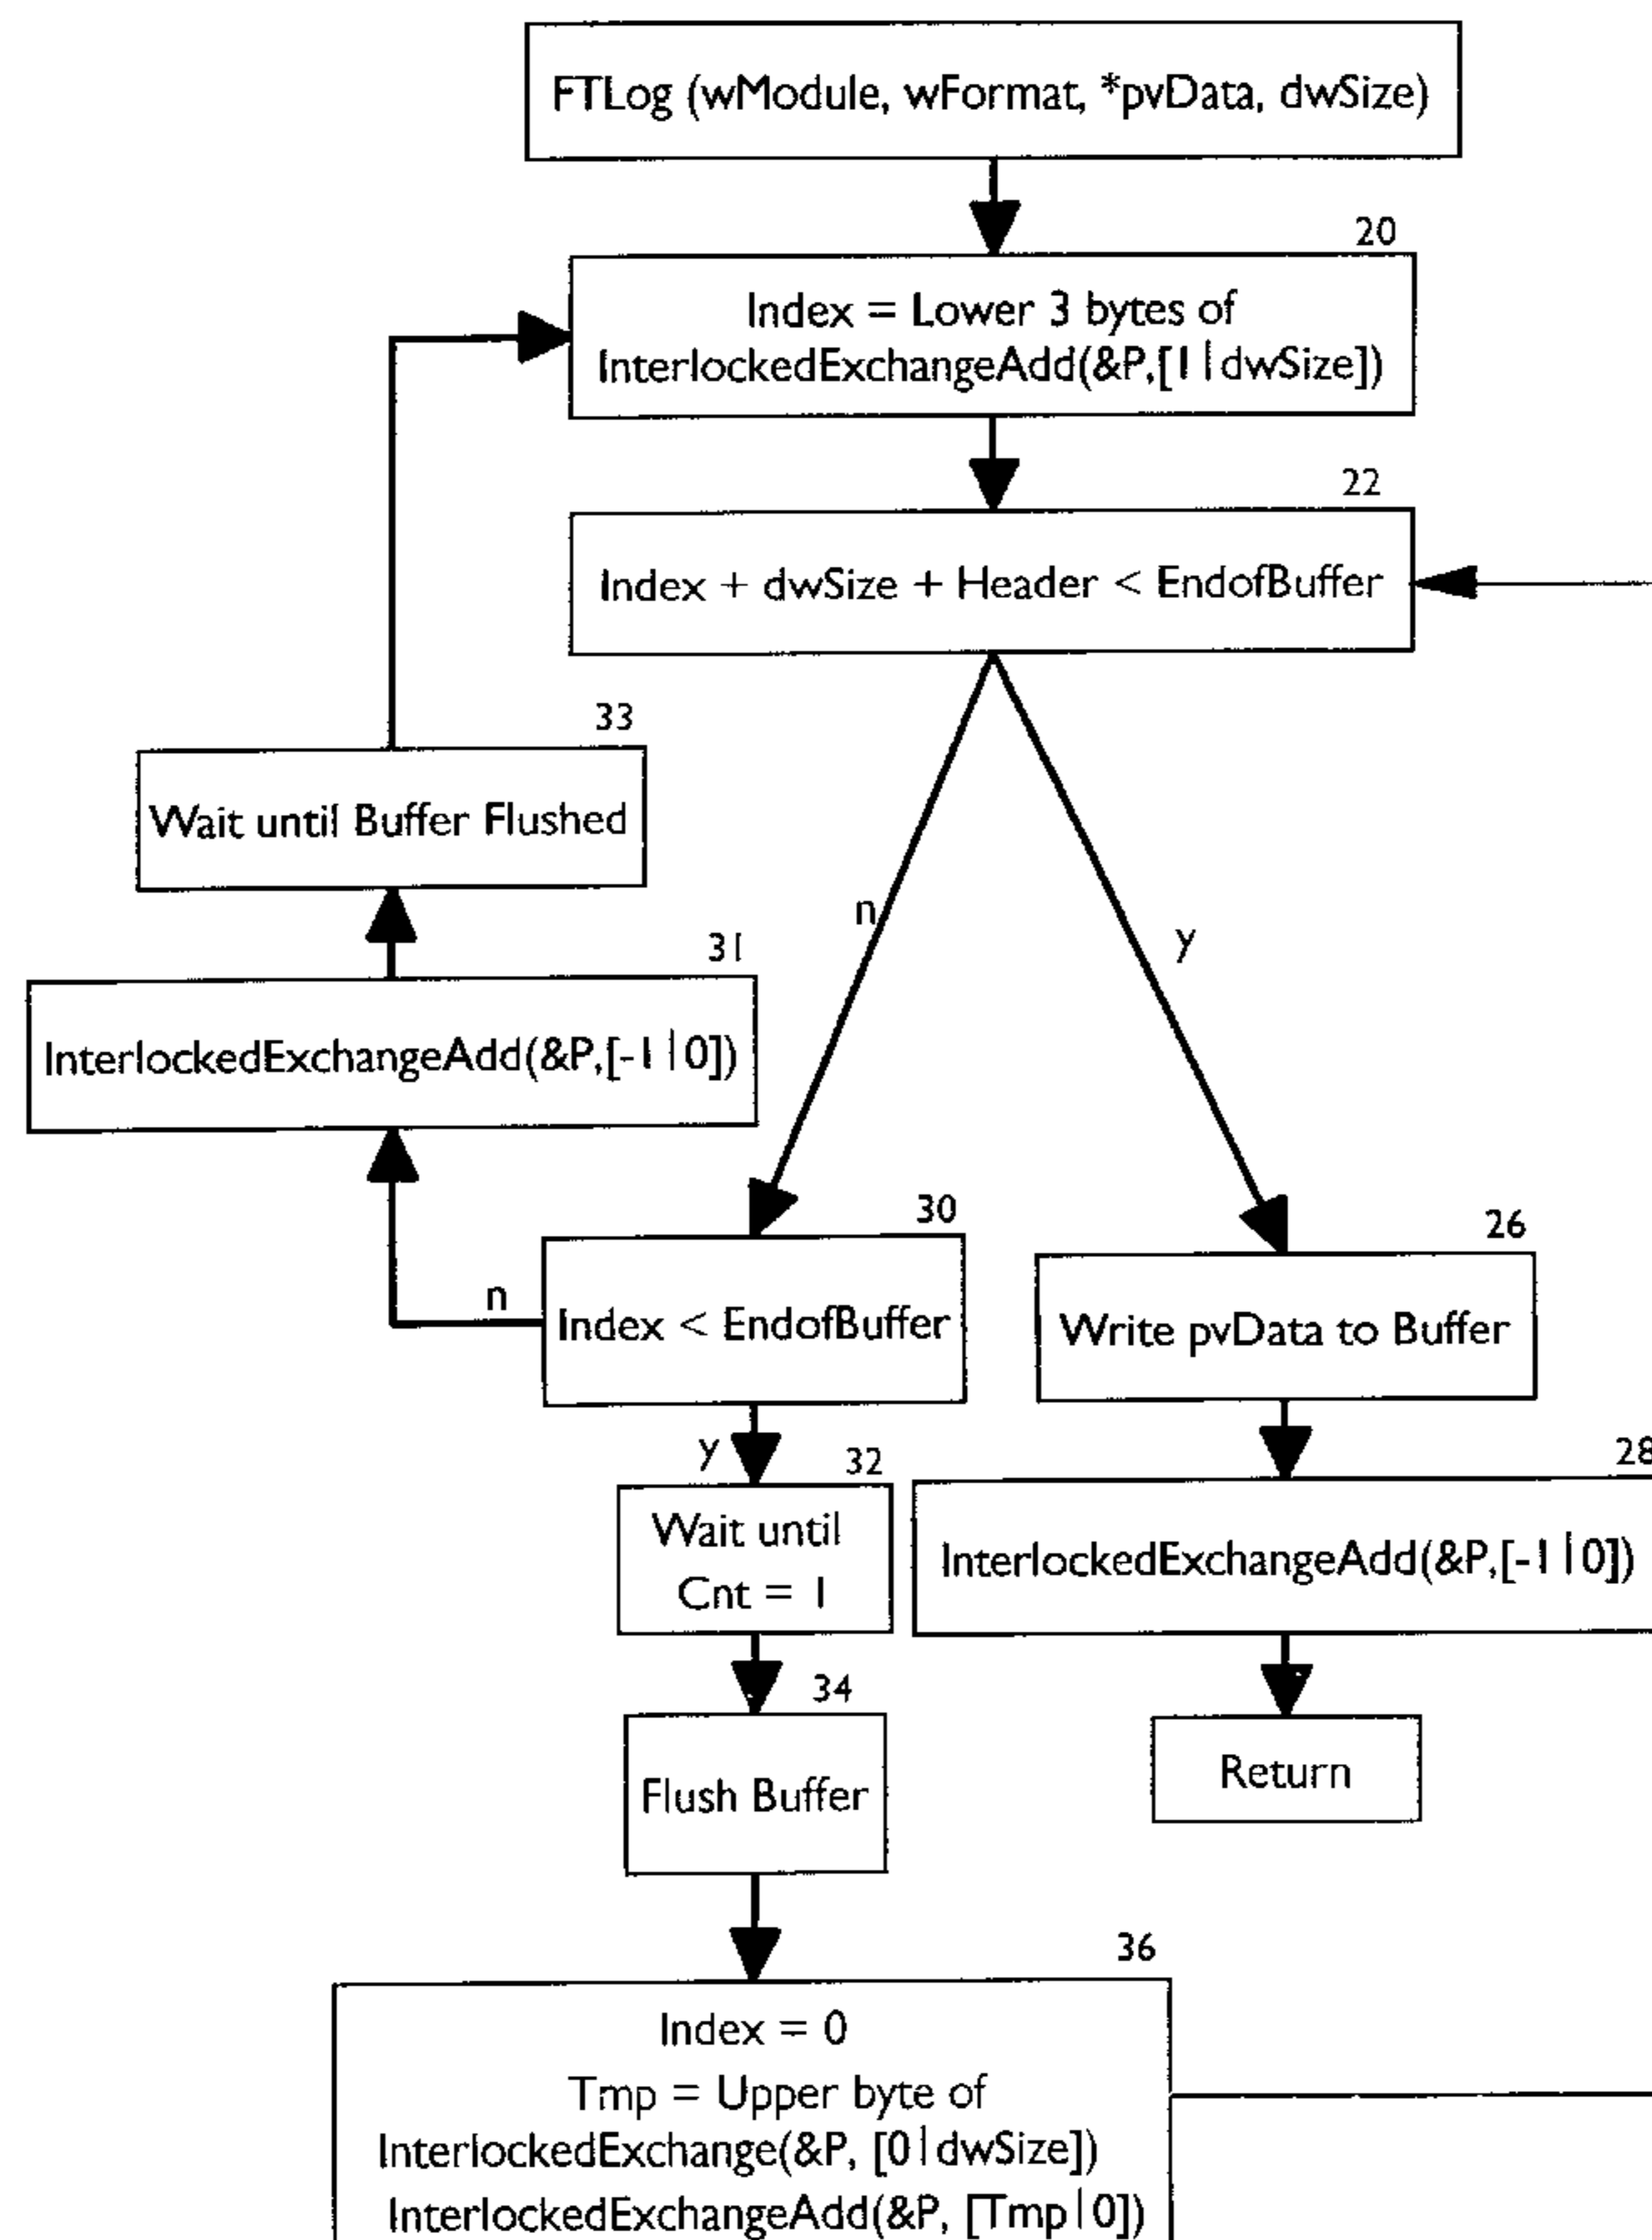 FTLog (wModule, wFormat, *pvData, dwSize)
20
Index = Lower 3 bytes of
InterlockedExchangeAdd(&P,[1|dwSize])
22
Index + dwSize + Header < EndofBuffer
33
Wait until Buffer Flushed
n
y
31
InterlockedExchangeAdd(&P,[-1|0])
30
26
n
Index < EndofBuffer
Write pvData to Buffer
y
32
28
Wait until
Cnt = 1
InterlockedExchangeAdd(&P,[-1|0])
34
Flush Buffer
Return
36
Index = 0
Tmp = Upper byte of
InterlockedExchange(&P, [0|dwSize])
InterlockedExchangeAdd(&P, [Tmp|0])